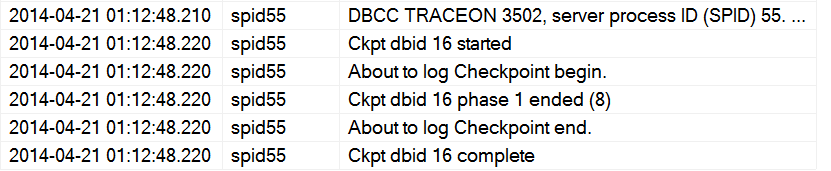 2014-04-21 01:12:48.210 spid55 DBCC TRACEON 3502, server process ID (SPID) 55. ...
2014-04-21 01:12:48.220 spid55 Ckpt dbid 16 started
2014-04-21 01:12:48.220 spid55 About to log Checkpoint begin.
2014-04-21 01:12:48.220 spid55 Ckpt dbid 16 phase 1 ended (8)
2014-04-21 01:12:48.220 spid55 About to log Checkpoint end.
2014-04-21 01:12:48.220 spid55 Ckpt dbid 16 complete